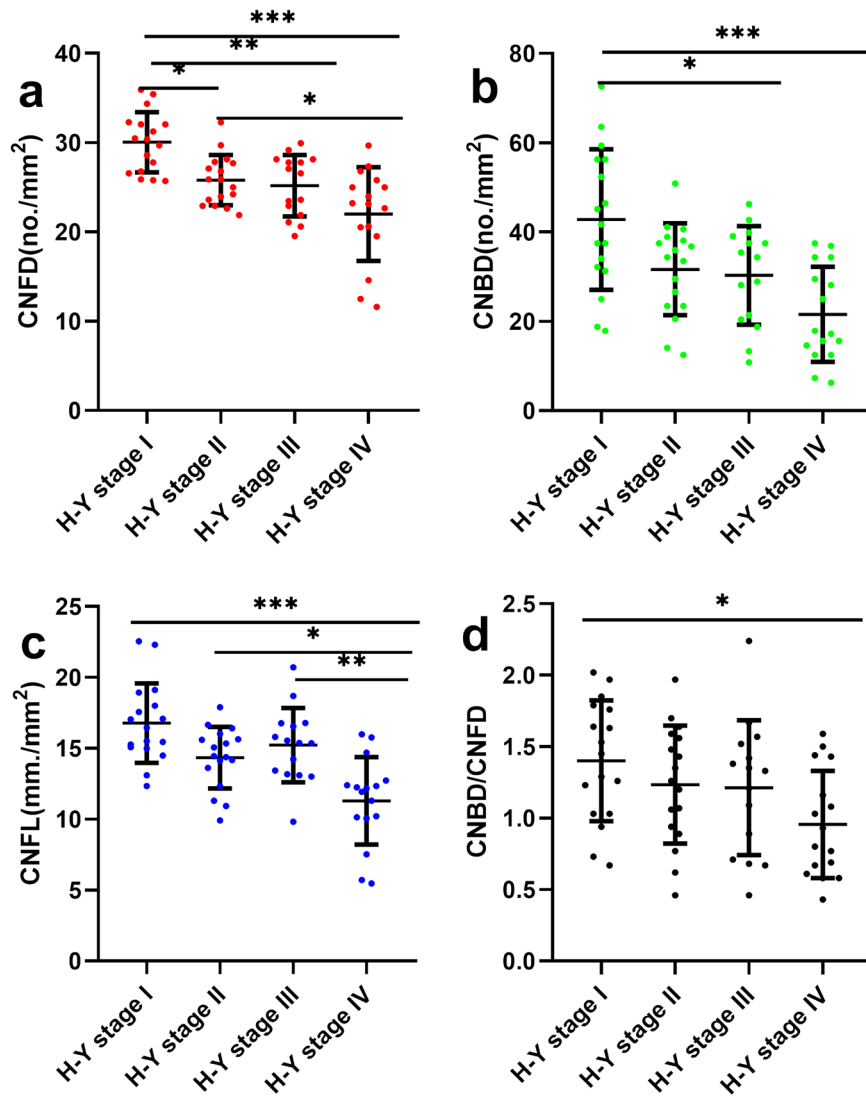 a
***
**
*
*
CNFD(no./mm²)
40
30
20
10
0
H-Y stage I
H-Y stage II
H-Y stage III
H-Y stage IV
b
***
*
CNBD(no./mm²)
80
60
40
20
0
H-Y stage I
H-Y stage II
H-Y stage III
H-Y stage IV
c
***
*
**
CNFL(mm./mm²)
25
20
15
10
5
0
H-Y stage I
H-Y stage II
H-Y stage III
H-Y stage IV
d
*
CNBD/CNFD
2.5
2.0
1.5
1.0
0.5
0.0
H-Y stage I
H-Y stage II
H-Y stage III
H-Y stage IV